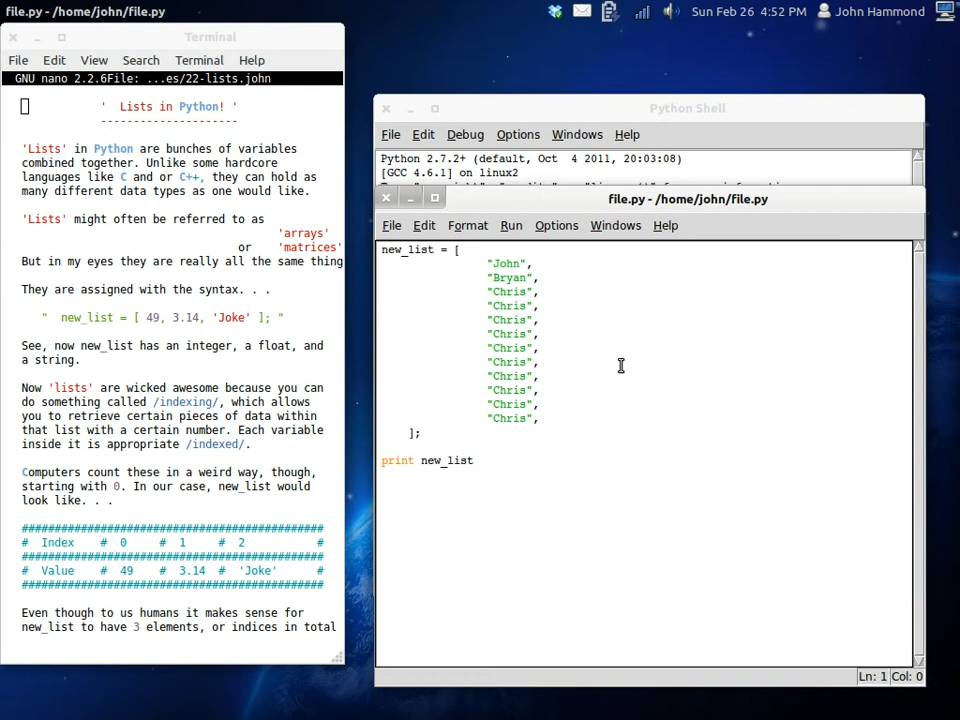 file.py - /home/john/file.py
Sun Feb 26 4:52 PM John Hammond
Terminal
File Edit View Search Terminal Help
GNU nano 2.2.6File: ...es/22-lists.john
' Lists in Python! '
--------------------
'Lists' in Python are bunches of variables
combined together. Unlike some hardcore
languages like C and or C++, they can hold as
many different data types as one would like.
'Lists' might often be referred to as
'arrays'
or 'matrices'
But in my eyes they are really all the same thing
They are assigned with the syntax. . .
" new_list = [ 49, 3.14, 'Joke' ]; "
See, now new_list has an integer, a float, and
a string.
Now 'lists' are wicked awesome because you can
do something called /indexing/, which allows
you to retrieve certain pieces of data within
that list with a certain number. Each variable
inside it is appropriate /indexed/.
Computers count these in a weird way, though,
starting with 0. In our case, new_list would
look like. . .
##############################################
# Index # 0 # 1 # 2 #
##############################################
# Value # 49 # 3.14 # 'Joke' #
##############################################
Even though to us humans it makes sense for
new_list to have 3 elements, or indices in total
Python Shell
File Edit Debug Options Windows Help
Python 2.7.2+ (default, Oct 4 2011, 20:03:08)
[GCC 4.6.1] on linux2
file.py - /home/john/file.py
File Edit Format Run Options Windows Help
new_list = [
"John",
"Bryan",
"Chris",
"Chris",
"Chris",
"Chris",
"Chris",
"Chris",
"Chris",
"Chris",
"Chris",
"Chris",
];
print new_list
Ln: 1 Col: 0